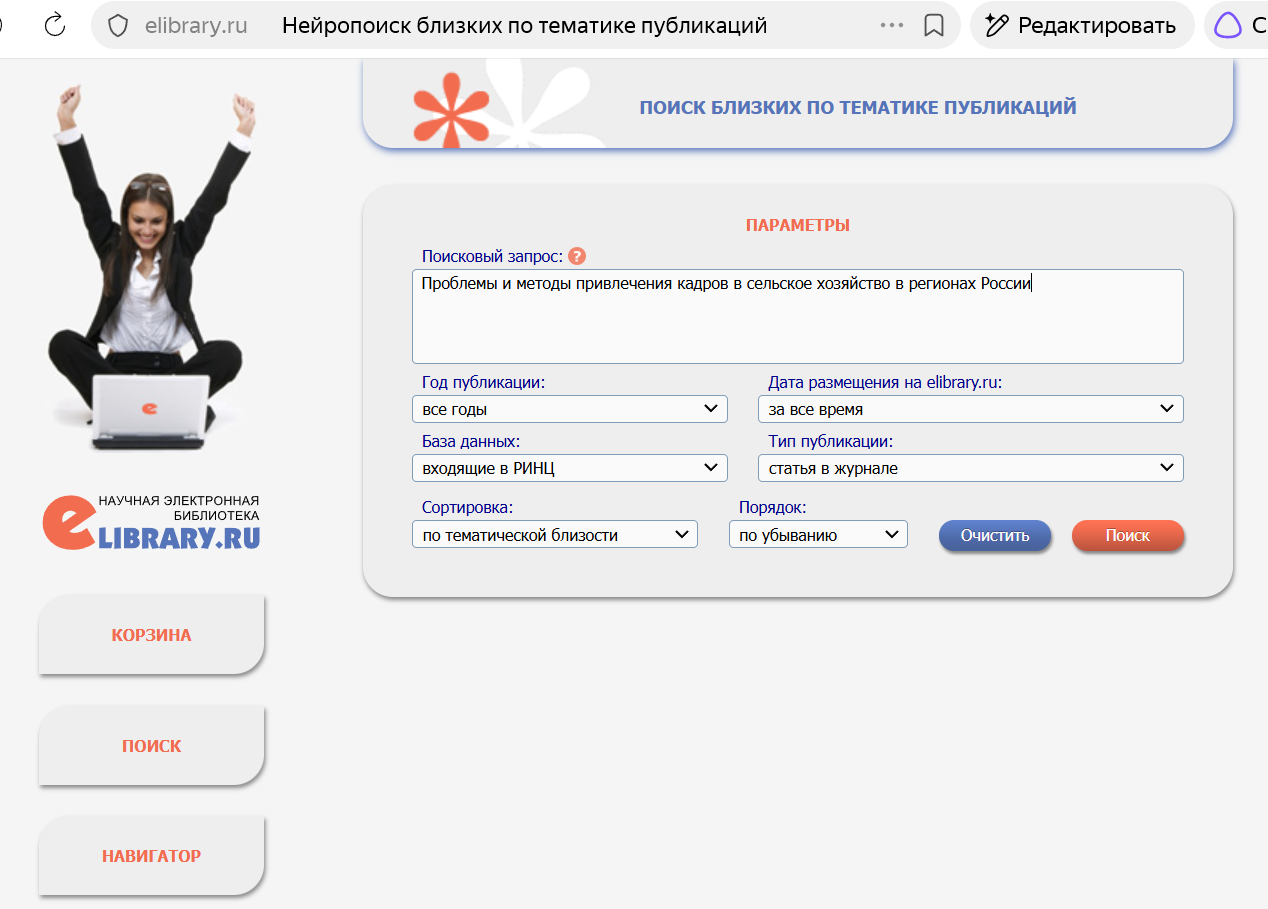 elibrary.ru Нейропоиск близких по тематике публикаций ··· Редактировать
ПОИСК БЛИЗКИХ ПО ТЕМАТИКЕ ПУБЛИКАЦИЙ
ПАРАМЕТРЫ
Поисковый запрос: ?
Проблемы и методы привлечения кадров в сельское хозяйство в регионах России
Год публикации: Дата размещения на elibrary.ru:
все годы за все время
База данных: Тип публикации:
входящие в РИНЦ статья в журнале
Сортировка: Порядок:
по тематической близости по убыванию Очистить Поиск
НАУЧНАЯ ЭЛЕКТРОННАЯ
БИБЛИОТЕКА
eLIBRARY.RU
КОРЗИНА
ПОИСК
НАВИГАТОР